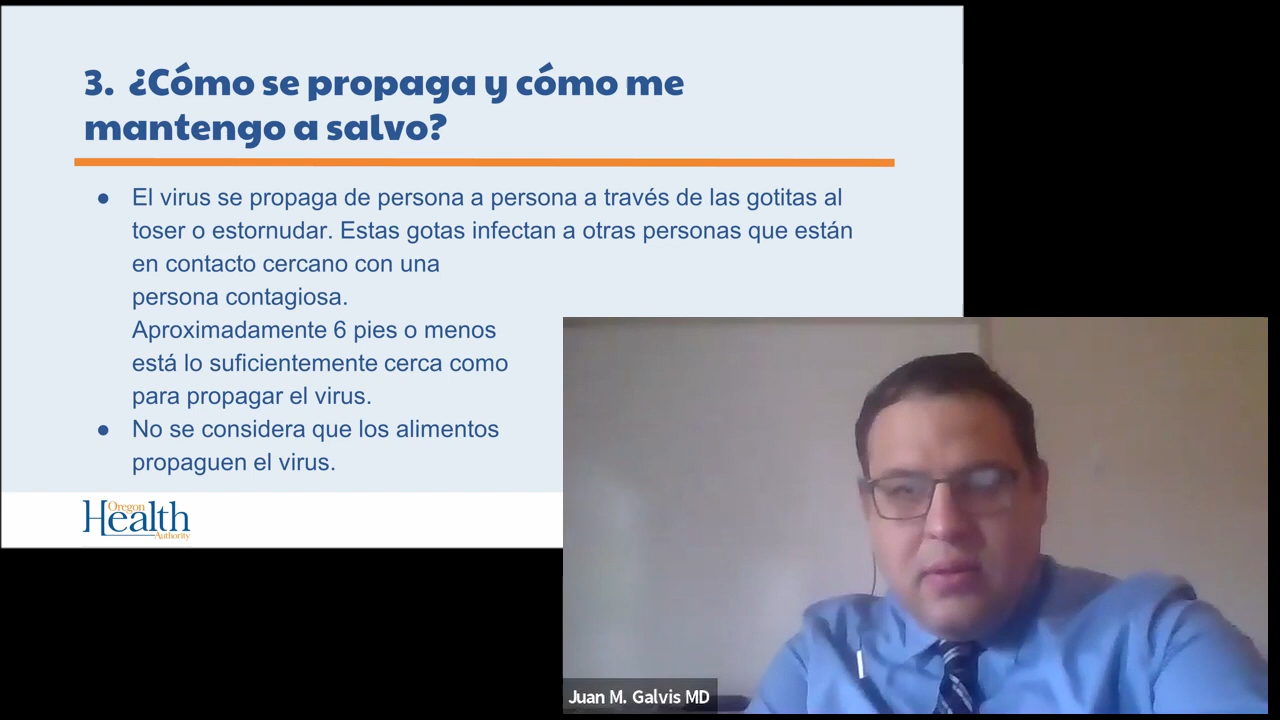 3. ¿Cómo se propaga y cómo me
mantengo a salvo?
● El virus se propaga de persona a persona a través de las gotitas al
toser o estornudar. Estas gotas infectan a otras personas que están
en contacto cercano con una
persona contagiosa.
Aproximadamente 6 pies o menos
está lo suficientemente cerca como
para propagar el virus.
● No se considera que los alimentos
propaguen el virus.
Oregon
Health
Authority
Juan M. Galvis MD